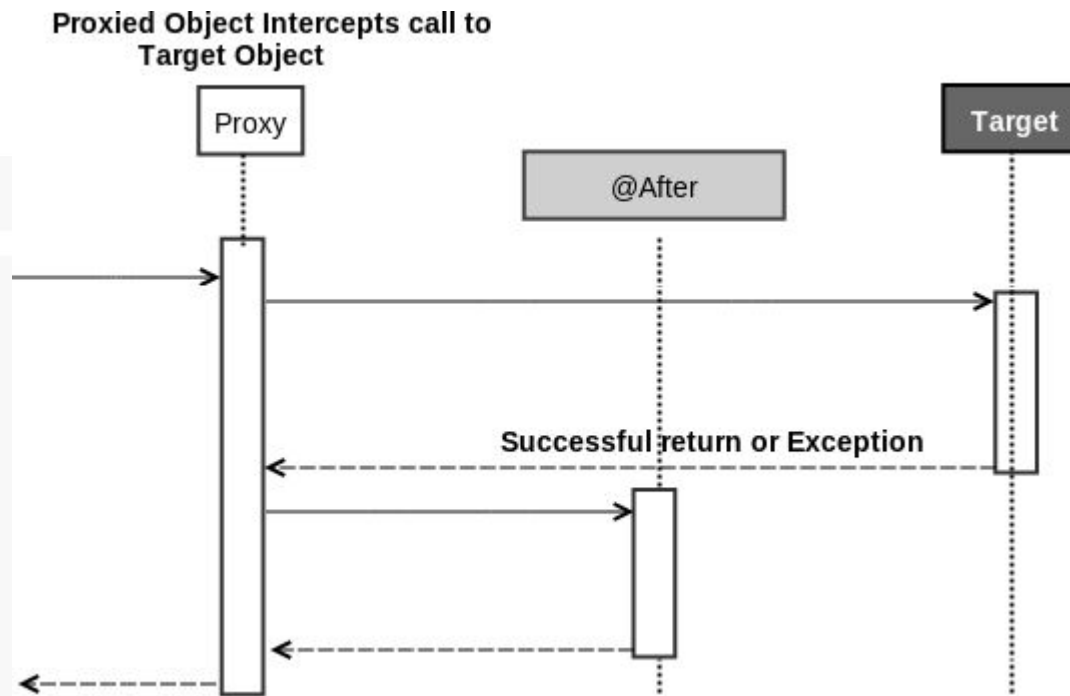 Proxied Object Intercepts call to
Target Object
Proxy
Target
@After
Successful return or Exception